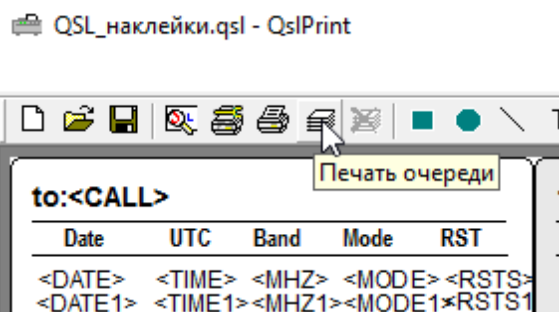 QSL_наклейки.qsl - QslPrint
Печать очереди
to:<CALL>
Date UTC Band Mode RST
<DATE> <TIME> <MHZ> <MODE> <RSTS>
<DATE1> <TIME1><MHZ1><MODE1><RSTS1